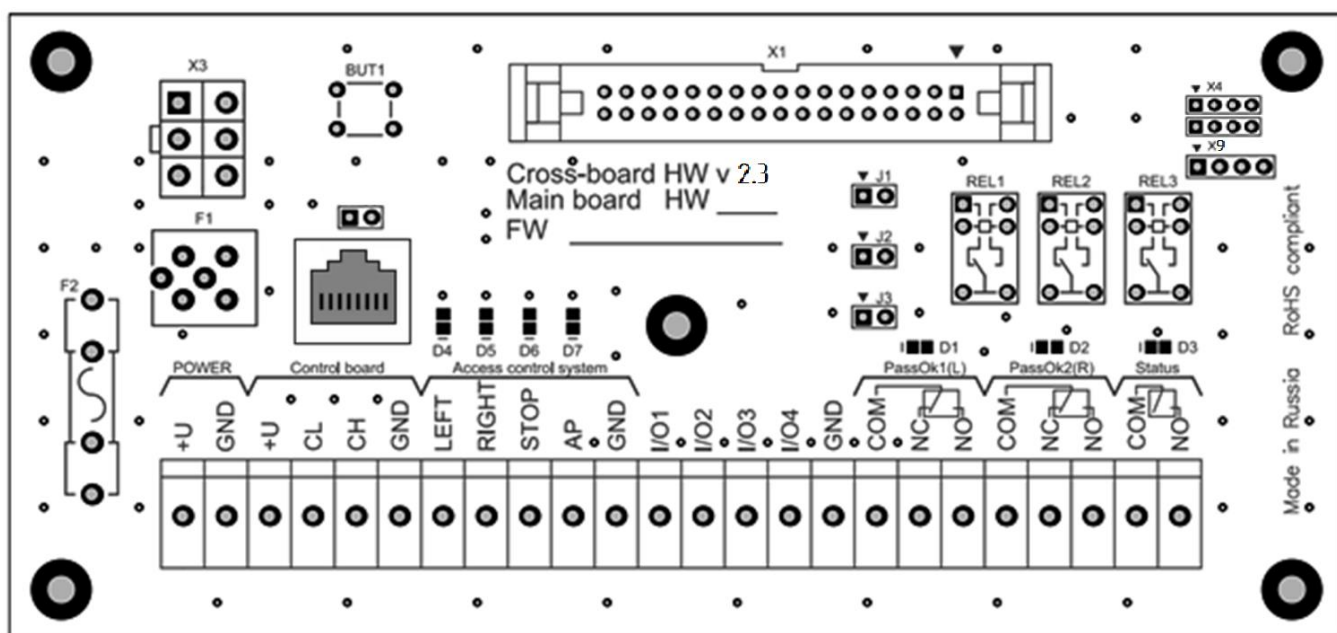 X3
BUT1
X1
X4
X9
Cross-board HW v 2.3
Main board HW ____
FW ____
J1
J2
J3
REL1
REL2
REL3
F1
F2
D4
D5
D6
D7
D1
D2
D3
POWER
Control board
Access control system
PassOk1(L)
PassOk2(R)
Status
+U
GND
+U
CL
CH
GND
LEFT
RIGHT
STOP
AP
GND
I/O1
I/O2
I/O3
I/O4
GND
COM
NC
NO
COM
NC
NO
COM
NO
Made in Russia
RoHS compliant